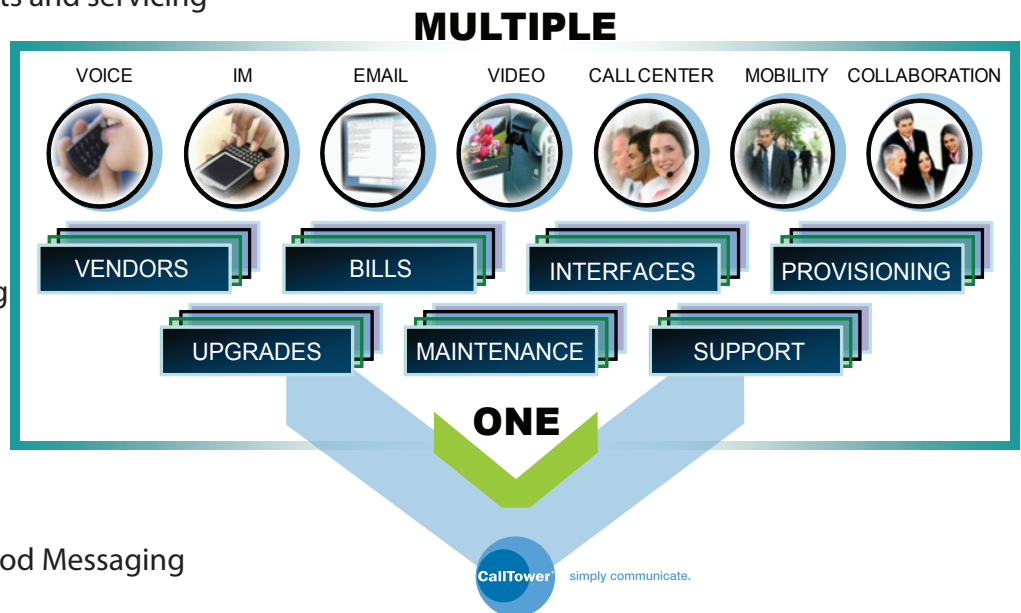 ts and servicing
MULTIPLE
VOICE IM EMAIL VIDEO CALL CENTER MOBILITY COLLABORATION
VENDORS BILLS INTERFACES PROVISIONING
g
UPGRADES MAINTENANCE SUPPORT
ONE
od Messaging
CallTower simply communicate.